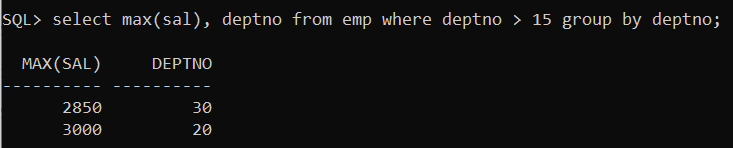 SQL> select max(sal), deptno from emp where deptno > 15 group by deptno;
MAX(SAL) DEPTNO
---------- ----------
2850 30
3000 20